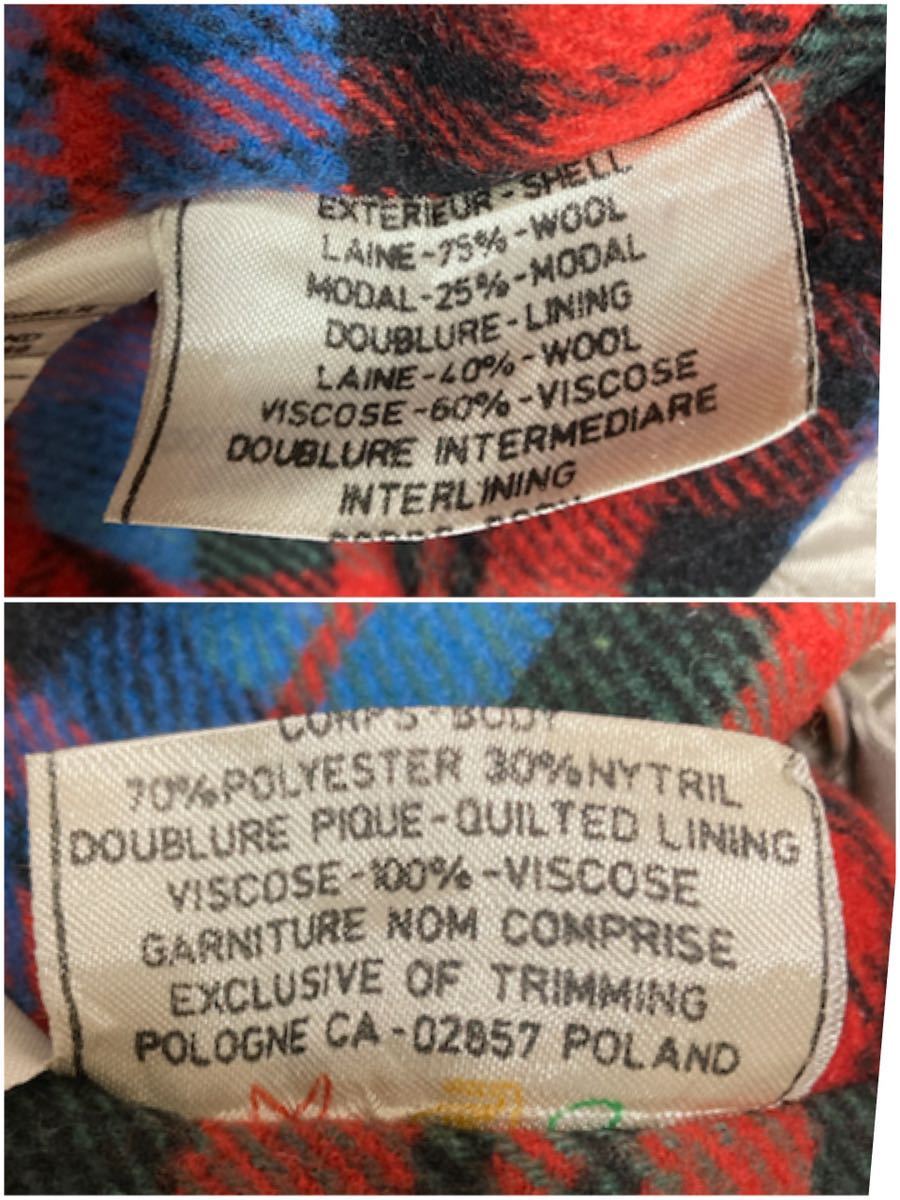 EXTERIEUR-SHELL
LAINE-75%-WOOL
MODAL-25%-MODAL
DOUBLURE-LINING
LAINE-40%-WOOL
VISCOSE-60%-VISCOSE
DOUBLURE INTERMEDIARE
INTERLINING
CORPS-BODY
70%POLYESTER 30%NYTRIL
DOUBLURE PIQUE-QUILTED LINING
VISCOSE-100%-VISCOSE
GARNITURE NOM COMPRISE
EXCLUSIVE OF TRIMMING
POLOGNE CA-02857 POLAND